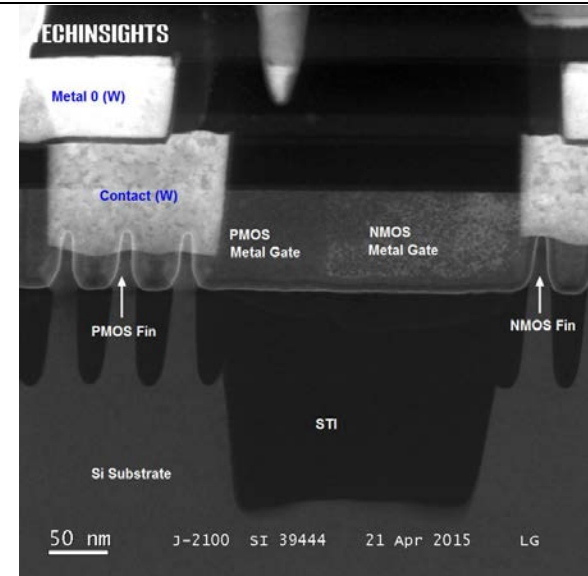 TECHINSIGHTS
Metal 0 (W)
Contact (W)
PMOS
Metal Gate
NMOS
Metal Gate
PMOS Fin
NMOS Fin
STI
Si Substrate
50 nm
J-2100 SI 39444 21 Apr 2015 LG